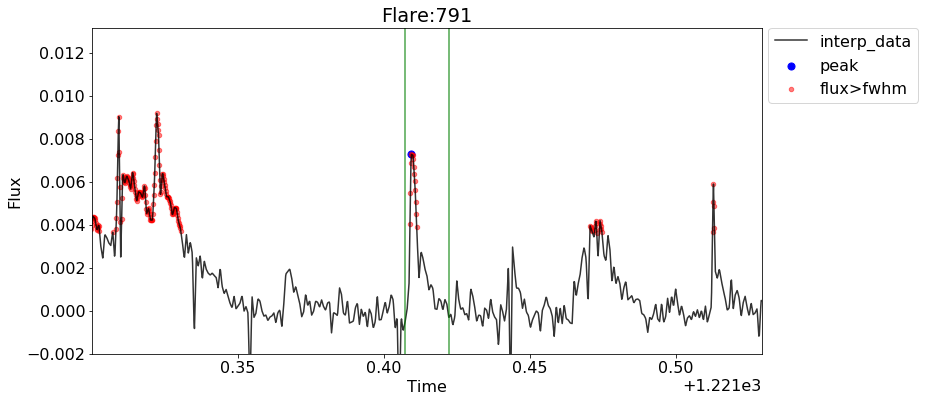 Flare:791
interp_data
peak
flux>fwhm
Flux
0.012
0.010
0.008
0.006
0.004
0.002
0.000
−0.002
0.35
0.40
0.45
0.50
Time
+1.221e3